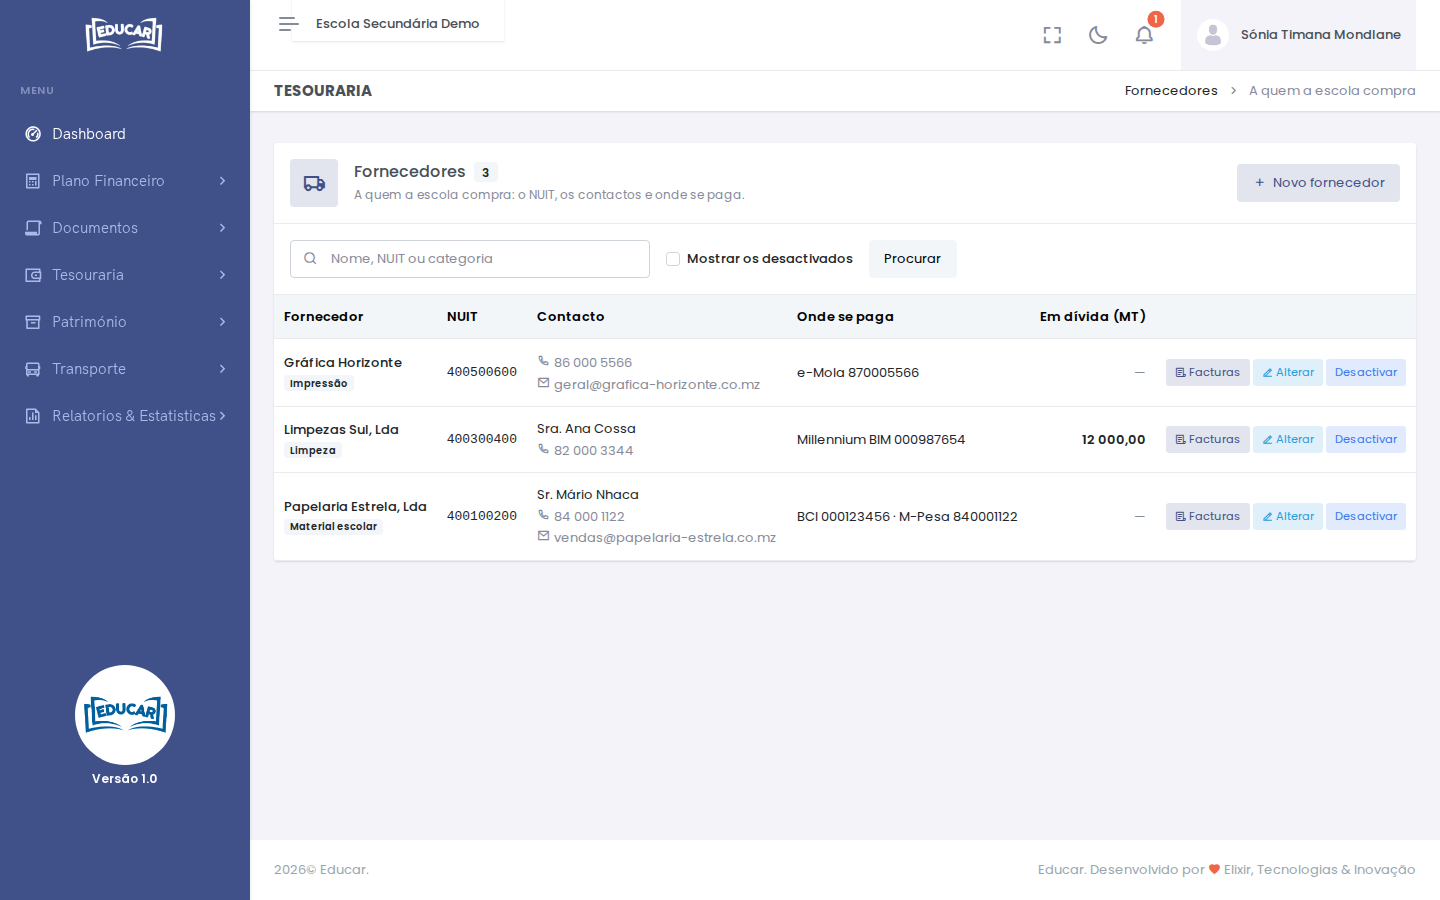 EDUCAR
Escola Secundária Demo
1
Sónia Timana Mondlane
MENU
Dashboard
Plano Financeiro
Documentos
Tesouraria
Património
Transporte
Relatorios & Estatisticas
EDUCAR
Versão 1.0
TESOURARIA
Fornecedores > A quem a escola compra
Fornecedores 3
A quem a escola compra: o NUIT, os contactos e onde se paga.
+ Novo fornecedor
Nome, NUIT ou categoria
Mostrar os desactivados
Procurar
Fornecedor NUIT Contacto Onde se paga Em dívida (MT)
Gráfica Horizonte
Impressão
400500600
86 000 5566
geral@grafica-horizonte.co.mz
e-Mola 870005566
—
Facturas Alterar Desactivar
Limpezas Sul, Lda
Limpeza
400300400
Sra. Ana Cossa
82 000 3344
Millennium BIM 000987654
12 000,00
Facturas Alterar Desactivar
Papelaria Estrela, Lda
Material escolar
400100200
Sr. Mário Nhaca
84 000 1122
vendas@papelaria-estrela.co.mz
BCI 000123456 · M-Pesa 840001122
—
Facturas Alterar Desactivar
2026© Educar.
Educar. Desenvolvido por ❤ Elixir, Tecnologias & Inovação